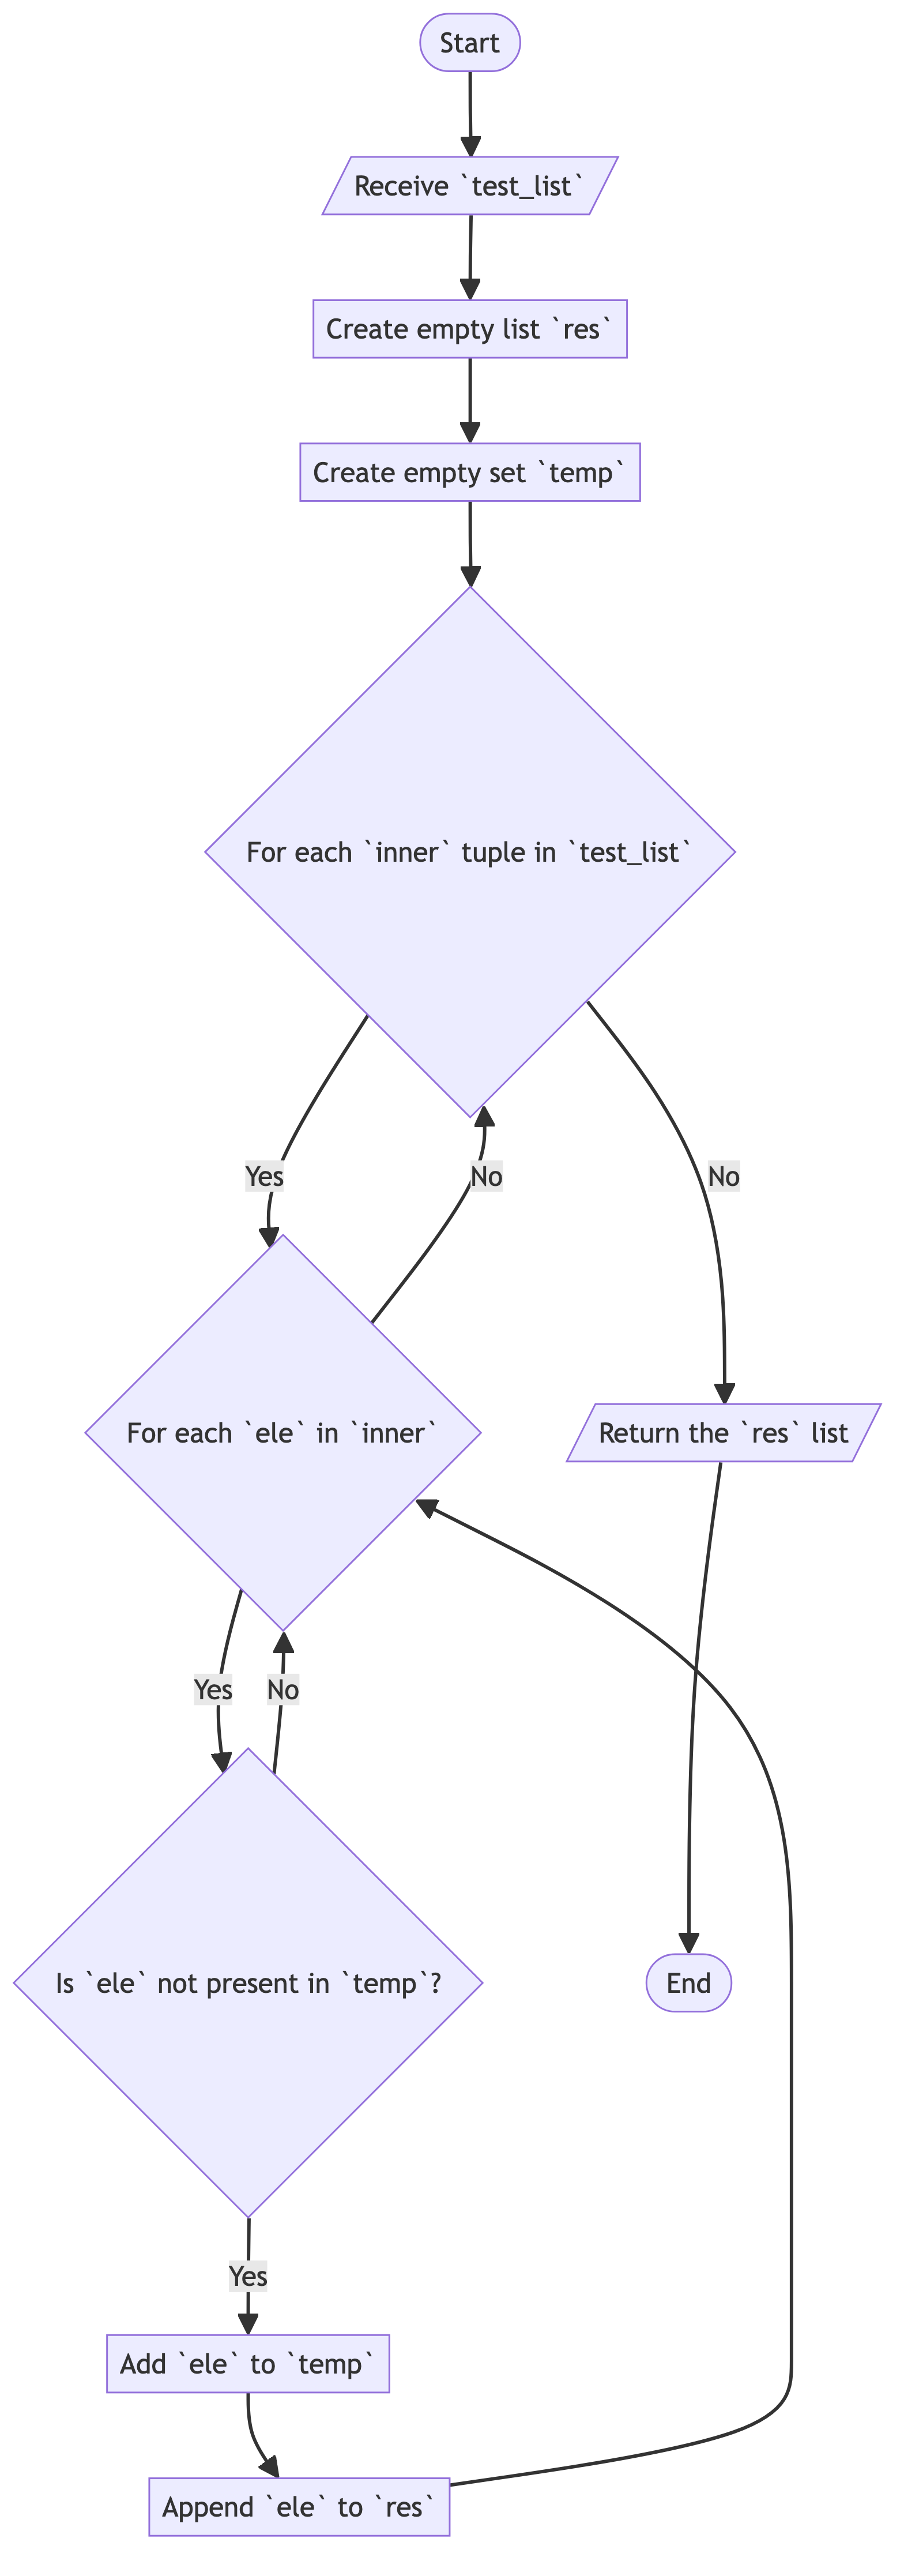 Start
Receive `test_list`
Create empty list `res`
Create empty set `temp`
For each `inner` tuple in `test_list`
Yes
No
No
For each `ele` in `inner`
Return the `res` list
Yes
No
Is `ele` not present in `temp`?
End
Yes
Add `ele` to `temp`
Append `ele` to `res`